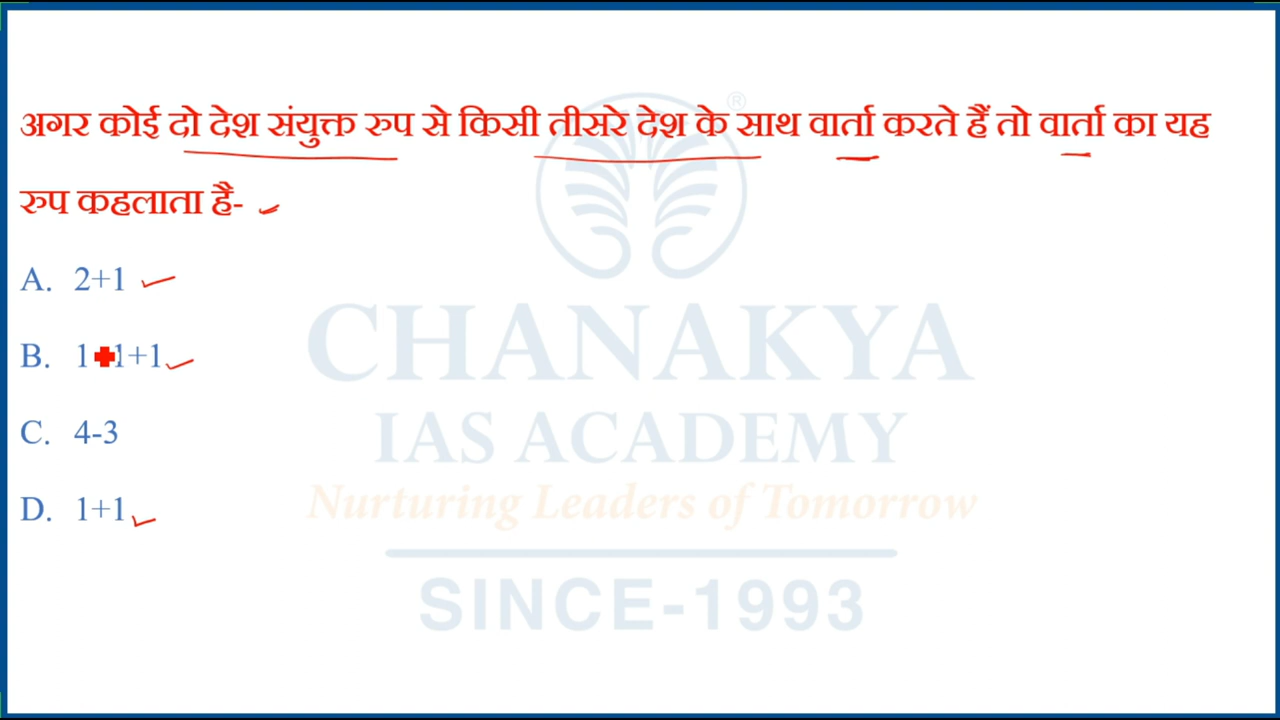 अगर कोई दो देश संयुक्त रुप से किसी तीसरे देश के साथ वार्ता करते हैं तो वार्ता का यह
रुप कहलाता है-
A. 2+1
B. 1+1+1
C. 4-3
D. 1+1
®
CHANAKYA
IAS ACADEMY
Nurturing Leaders of Tomorrow
SINCE-1993